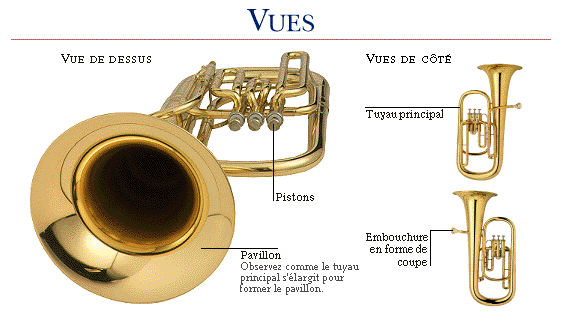 VUES
VUE DE DESSUS
VUES DE CÔTÉ
Tuyau principal
Pistons
Embouchure
en forme de
coupe
Pavillon
Observez comme le tuyau
principal s'élargit pour
former le pavillon.